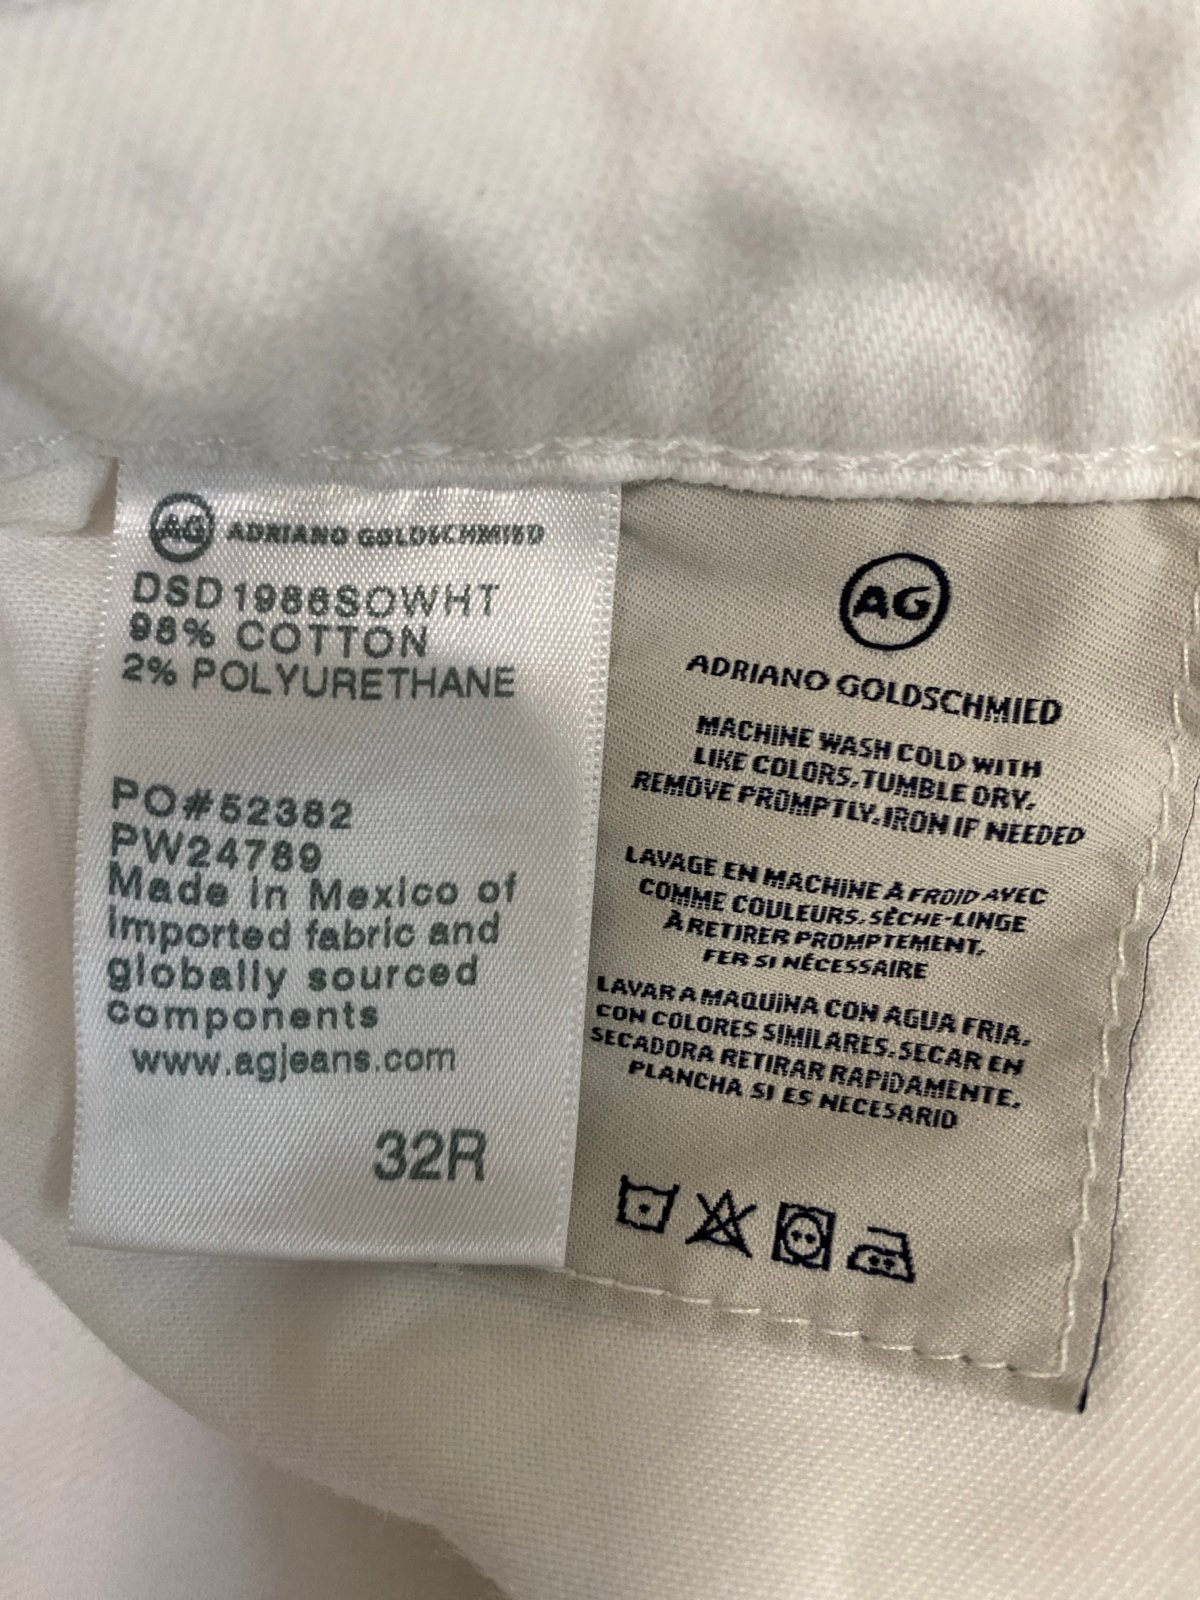 AG ADRIANO GOLDSCHMIED
DSD1986SOWHT
98% COTTON
2% POLYURETHANE
PO#52382
PW24789
Made in Mexico of
Imported fabric and
globally sourced
components
www.agjeans.com
32R
AG
ADRIANO GOLDSCHMIED
MACHINE WASH COLD WITH
LIKE COLORS, TUMBLE DRY.
REMOVE PROMPTLY. IRON IF NEEDED
LAVAGE EN MACHINE À FROID AVEC
COMME COULEURS. SÈCHE-LINGE
À RETIRER PROMPTEMENT,
FER SI NÉCESSAIRE
LAVAR A MAQUINA CON AGUA FRIA,
CON COLORES SIMILARES. SECAR EN
SECADORA RETIRAR RAPIDAMENTE,
PLANCHA SI ES NECESARIO